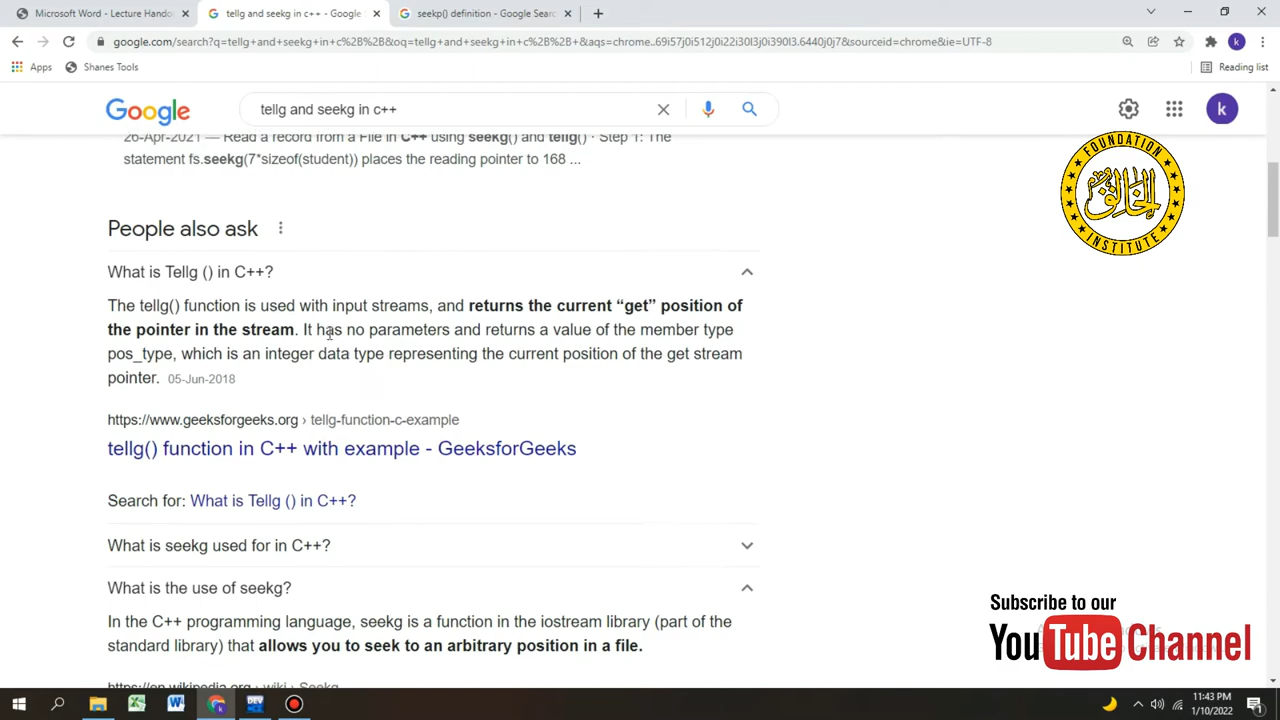 Microsoft Word - Lecture Hando
tellg and seekg in c++ - Google
seekp() definition - Google Sear
google.com/search?q=tellg+and+seekg+in+c%2B%2B&oq=tellg+and+seekg+in+c%2B%2B+&aqs=chrome..69i57j0i512j0i22i30l3j0i390l3.6440j0j7&sourceid=chrome&ie=UTF-8
Apps
Shanes Tools
Reading list
Google
tellg and seekg in c++
k
26-Apr-2021 — Read a record from a File in C++ using seekg() and tellg() · Step 1: The
statement fs.seekg(7*sizeof(student)) places the reading pointer to 168 ...
FOUNDATION
الخالق
INSTITUTE
People also ask
What is Tellg () in C++?
The tellg() function is used with input streams, and returns the current “get” position of
the pointer in the stream. It has no parameters and returns a value of the member type
pos_type, which is an integer data type representing the current position of the get stream
pointer. 05-Jun-2018
https://www.geeksforgeeks.org › tellg-function-c-example
tellg() function in C++ with example - GeeksforGeeks
Search for: What is Tellg () in C++?
What is seekg used for in C++?
What is the use of seekg?
In the C++ programming language, seekg is a function in the iostream library (part of the
standard library) that allows you to seek to an arbitrary position in a file.
https://en.wikipedia.org › wiki › Seekg
Subscribe to our
YouTube Channel
DEV
11:43 PM
1/10/2022